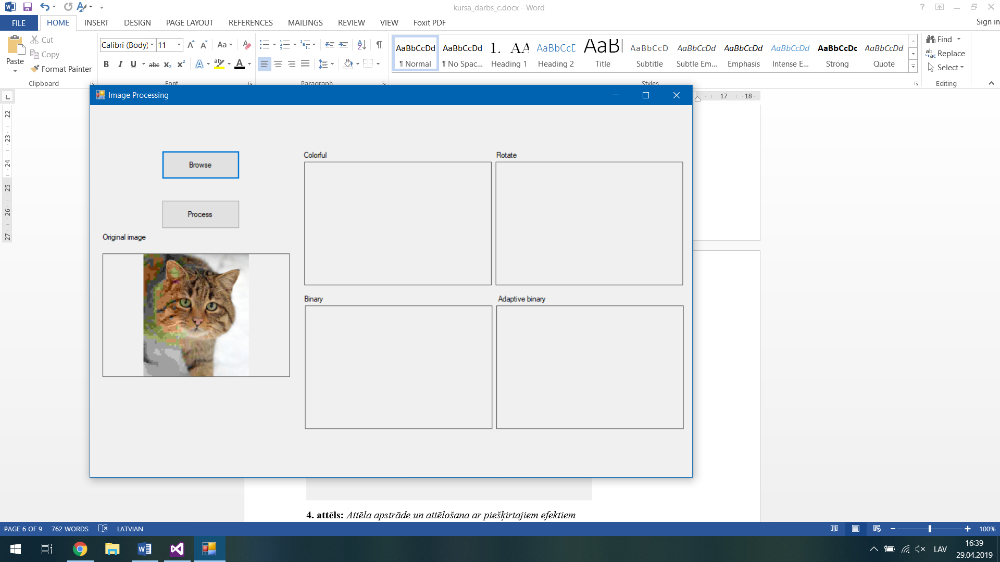 kursa_darbs_c.docx - Word
FILE HOME INSERT DESIGN PAGE LAYOUT REFERENCES MAILINGS REVIEW VIEW Foxit PDF Sign in
Paste
Cut
Copy
Format Painter
Clipboard
Calibri (Body) 11
Font
Paragraph
AaBbCcDd AaBbCcDd 1. AA AaBbCcD AaBl AaBbCcD AaBbCcDd AaBbCcDd AaBbCcDd AaBbCcDc AaBbCcDd
¶ Normal ¶ No Spac... Heading 1 Heading 2 Title Subtitle Subtle Em... Emphasis Intense E... Strong Quote
Styles
Find
Replace
Select
Editing
17 18
22
23
24
25
26
27
Image Processing
Browse
Process
Original image
Colorful
Rotate
Binary
Adaptive binary
4. attēls: Attēla apstrāde un attēlošana ar piešķirtajiem efektiem
PAGE 6 OF 9 762 WORDS LATVIAN 100%
LAV
16:39
29.04.2019